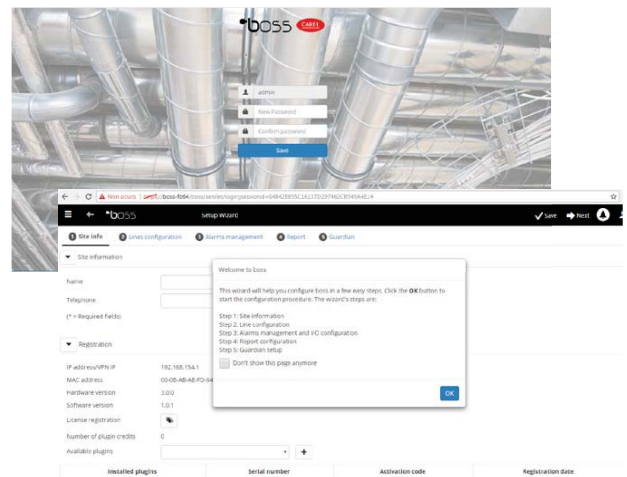 boss CAREL
admin
New Password
Confirm password
Save
Non sicuro
boss
Setup Wizard
Save
Next
1 Site info
2 Lines configuration
3 Alarms management
4 Report
5 Guardian
Site information
Name
Telephone
(* = Required fields)
Welcome to boss
This wizard will help you configure boss in a few easy steps. Click the OK button to
start the configuration procedure. The wizard's steps are:
Step 1: Site information
Step 2: Line configuration
Step 3: Alarms management and I/O configuration
Step 4: Report configuration
Step 5: Guardian setup
Don't show this page anymore
OK
Registration
IP address/VPN IP 192.168.154.1
MAC address
Hardware version 3.0.0
Software version 1.0.1
License registration
Number of plugin credits 0
Available plugins
Installed plugins Serial number Activation code Registration date